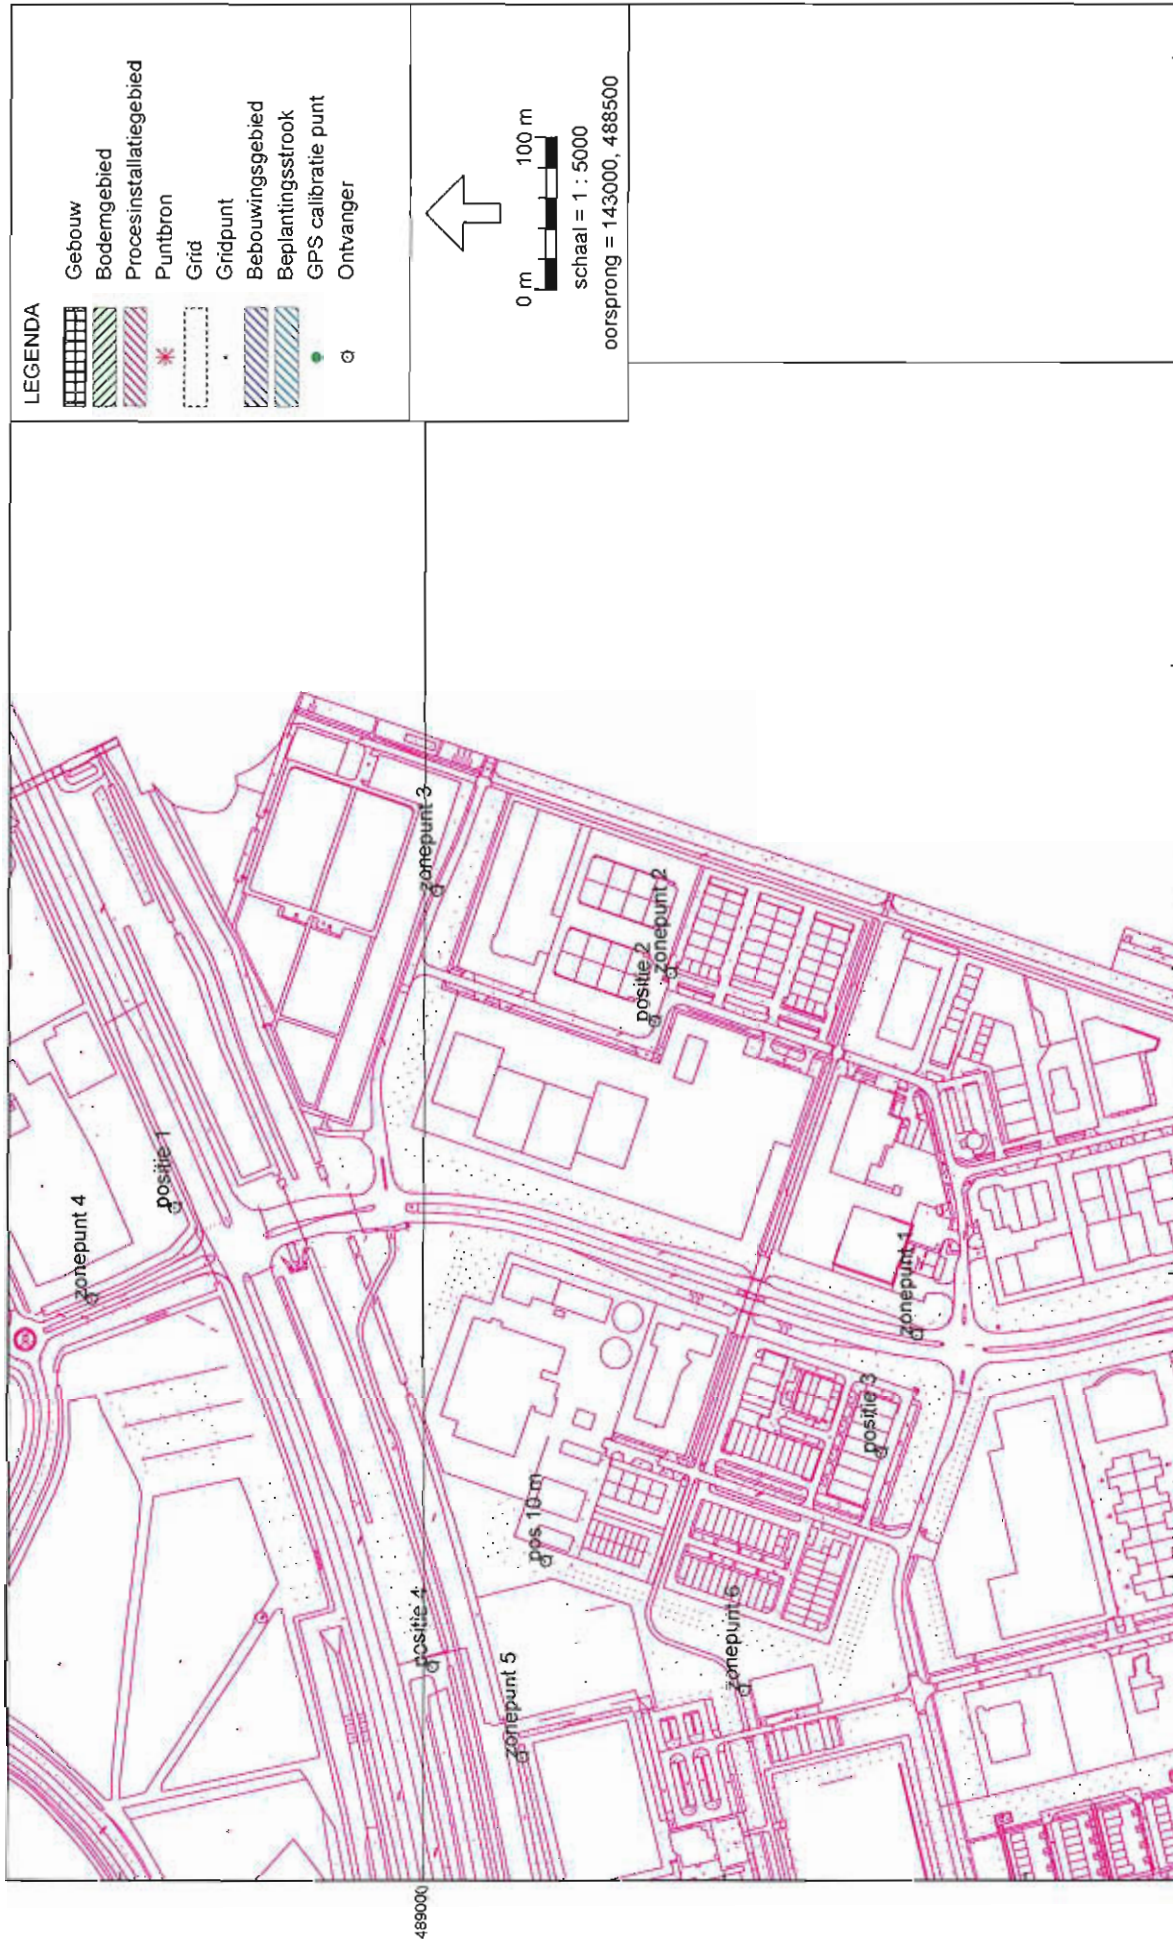 LEGENDA
Gebouw
Bodemgebied
Procesinstallatiegebied
Puntbron
Grid
Gridpunt
Bebouwingsgebied
Beplantingsstrook
GPS calibratie punt
Ontvanger
0 m 100 m
schaal = 1 : 5000
oorsprong = 143000, 488500
zonepunt 4
positie 1
zonepunt 3
489000
positie 4
zonepunt 5
pos 10 m
positie 2
zonepunt 2
zonepunt 6
positie 3
zonepunt 1